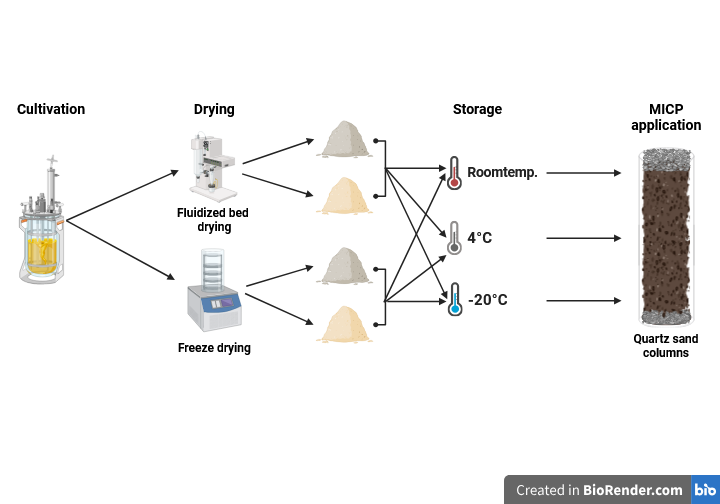 Cultivation
Drying
Storage
MICP
application
Fluidized bed
drying
Freeze drying
Roomtemp.
4°C
-20°C
Quartz sand
columns
Created in BioRender.com bio